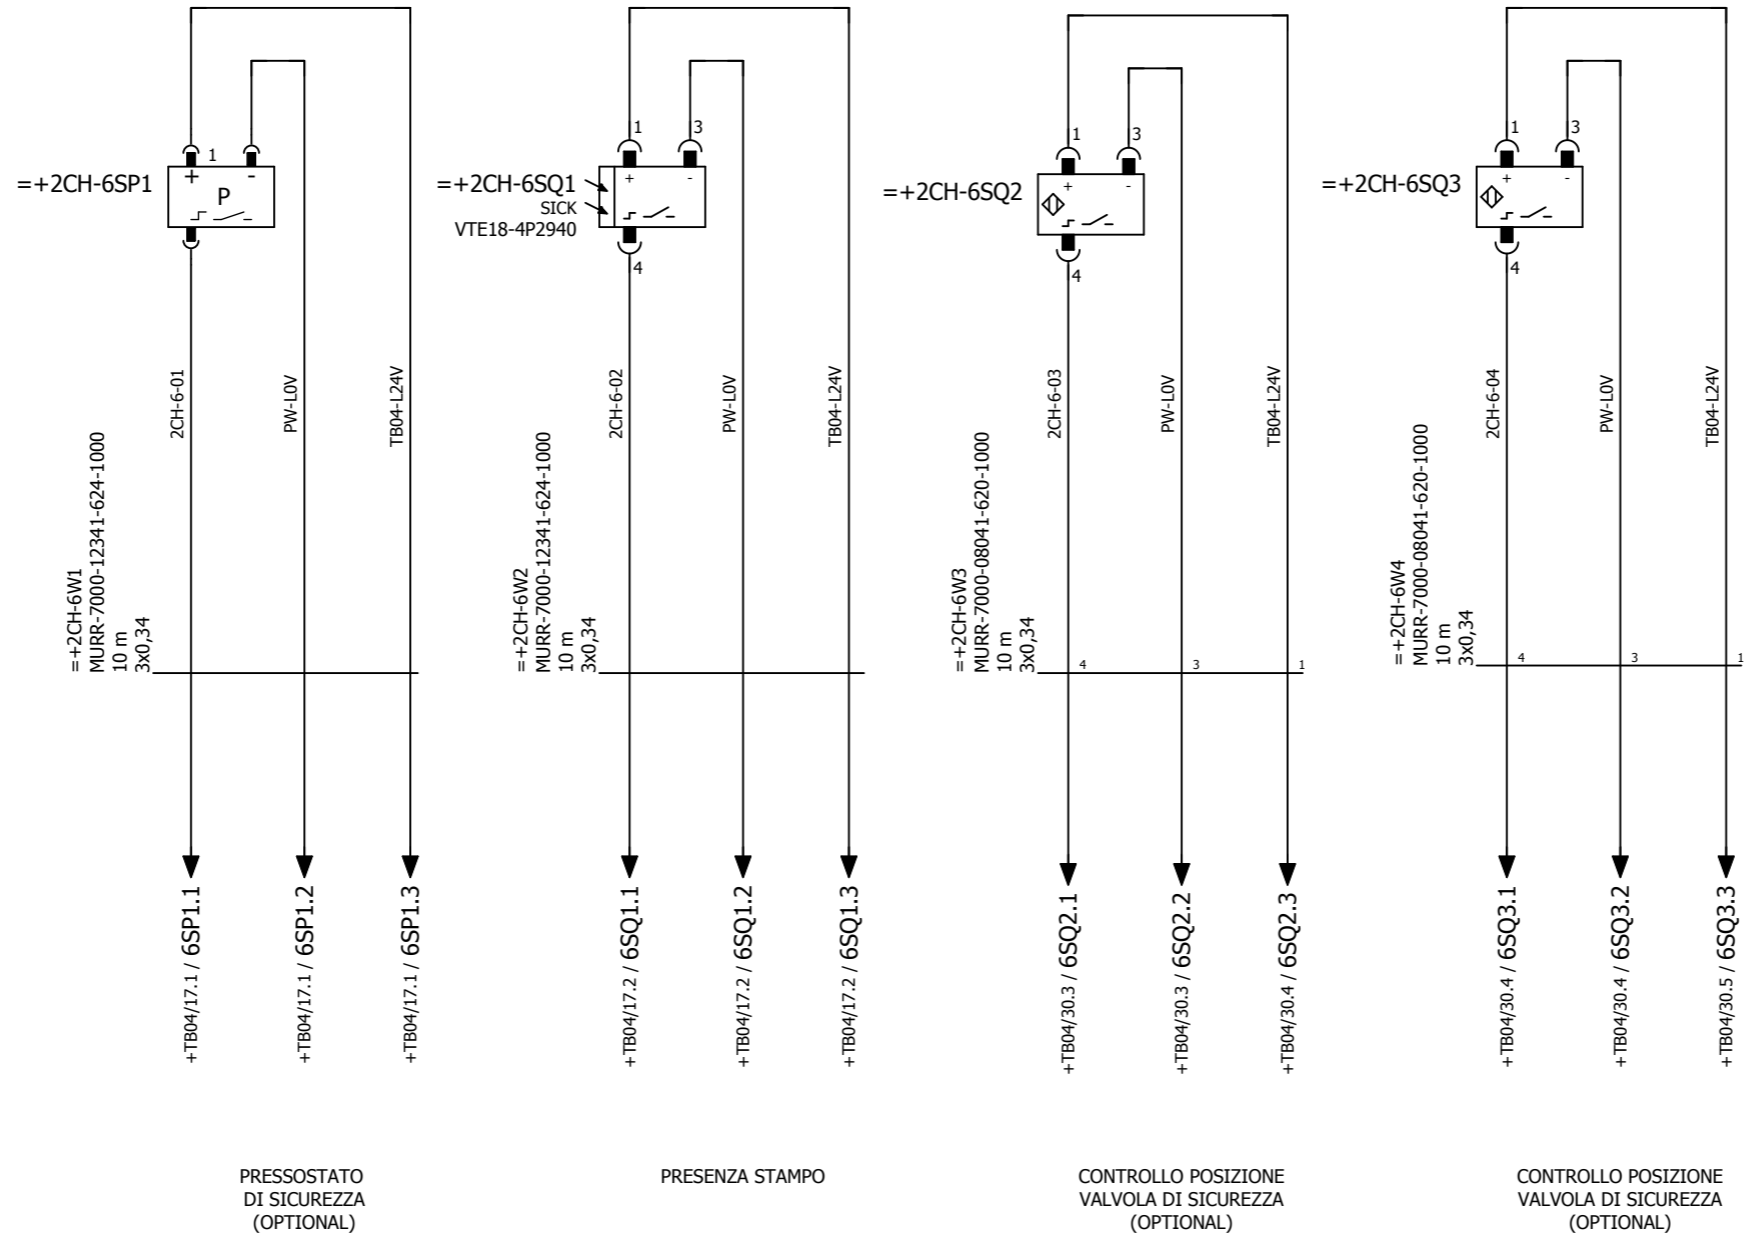 =+2CH-6SP1
1
+
-
P
2CH-6-01
PW-L0V
TB04-L24V
=+2CH-6W1
MURR-7000-12341-624-1000
10 m
3x0,34
+TB04/17.1 / 6SP1.1
+TB04/17.1 / 6SP1.2
+TB04/17.1 / 6SP1.3
PRESSOSTATO
DI SICUREZZA
(OPTIONAL)
=+2CH-6SQ1
SICK
VTE18-4P2940
1
3
+
-
4
2CH-6-02
PW-L0V
TB04-L24V
=+2CH-6W2
MURR-7000-12341-624-1000
10 m
3x0,34
+TB04/17.2 / 6SQ1.1
+TB04/17.2 / 6SQ1.2
+TB04/17.2 / 6SQ1.3
PRESENZA STAMPO
=+2CH-6SQ2
1
3
+
-
4
2CH-6-03
PW-L0V
TB04-L24V
=+2CH-6W3
MURR-7000-08041-620-1000
10 m
3x0,34
4
3
1
+TB04/30.3 / 6SQ2.1
+TB04/30.3 / 6SQ2.2
+TB04/30.4 / 6SQ2.3
CONTROLLO POSIZIONE
VALVOLA DI SICUREZZA
(OPTIONAL)
=+2CH-6SQ3
1
3
+
-
4
2CH-6-04
PW-L0V
TB04-L24V
=+2CH-6W4
MURR-7000-08041-620-1000
10 m
3x0,34
4
3
1
+TB04/30.4 / 6SQ3.1
+TB04/30.4 / 6SQ3.2
+TB04/30.5 / 6SQ3.3
CONTROLLO POSIZIONE
VALVOLA DI SICUREZZA
(OPTIONAL)